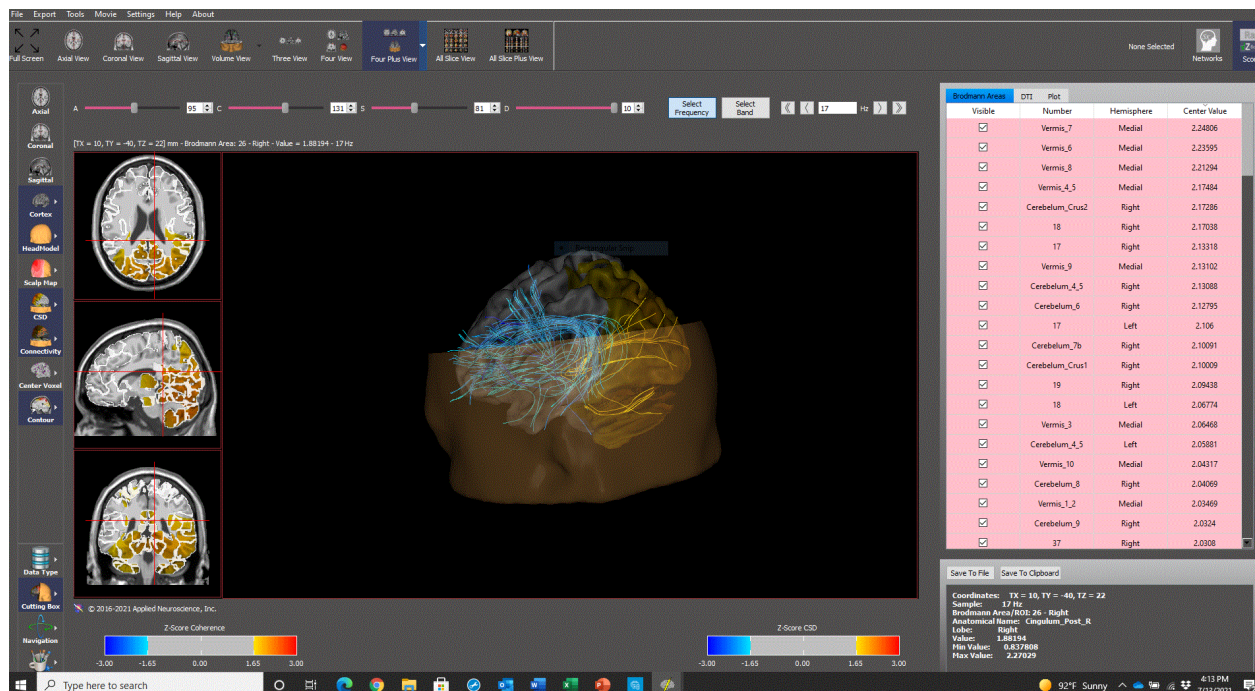 File Export Tools Movie Settings Help About
Full Screen Axial View Coronal View Sagittal View Volume View Three View Four View Four Plus View All Slice View All Slice Plus View None Selected Networks
Axial
Coronal
Sagittal
Cortex
HeadModel
Scalp Map
CSD
Connectivity
Center Voxel
Contour
Data Type
Cutting Box
Navigation
A 95 C 131 S 81 D 10 Select Frequency Select Band 17 Hz
[TX = 10, TY = -40, TZ = 22] mm - Brodmann Area: 26 - Right - Value = 1.88194 - 17 Hz
Rectangular Snip
© 2016-2021 Applied Neuroscience, Inc.
Z-Score Coherence
-3.00 -1.65 0.00 1.65 3.00
Z-Score CSD
-3.00 -1.65 0.00 1.65 3.00
Brodmann Areas DTI Plot
Visible Number Hemisphere Center Value
Vermis_7 Medial 2.24806
Vermis_6 Medial 2.23595
Vermis_8 Medial 2.21294
Vermis_4_5 Medial 2.17484
Cerebelum_Crus2 Right 2.17286
18 Right 2.17038
17 Right 2.13318
Vermis_9 Medial 2.13102
Cerebelum_4_5 Right 2.13088
Cerebelum_6 Right 2.12795
17 Left 2.106
Cerebelum_7b Right 2.10091
Cerebelum_Crus1 Right 2.10009
19 Right 2.09438
18 Left 2.06774
Vermis_3 Medial 2.06468
Cerebelum_4_5 Left 2.05881
Vermis_10 Medial 2.04317
Cerebelum_8 Right 2.04069
Vermis_1_2 Medial 2.03469
Cerebelum_9 Right 2.0324
37 Right 2.0308
Save To File Save To Clipboard
Coordinates: TX = 10, TY = -40, TZ = 22
Sample: 17 Hz
Brodmann Area/ROI: 26 - Right
Anatomical Name: Cingulum_Post_R
Lobe: Right
Value: 1.88194
Min Value: 0.837808
Max Value: 2.27029
Type here to search
92°F Sunny
4:13 PM